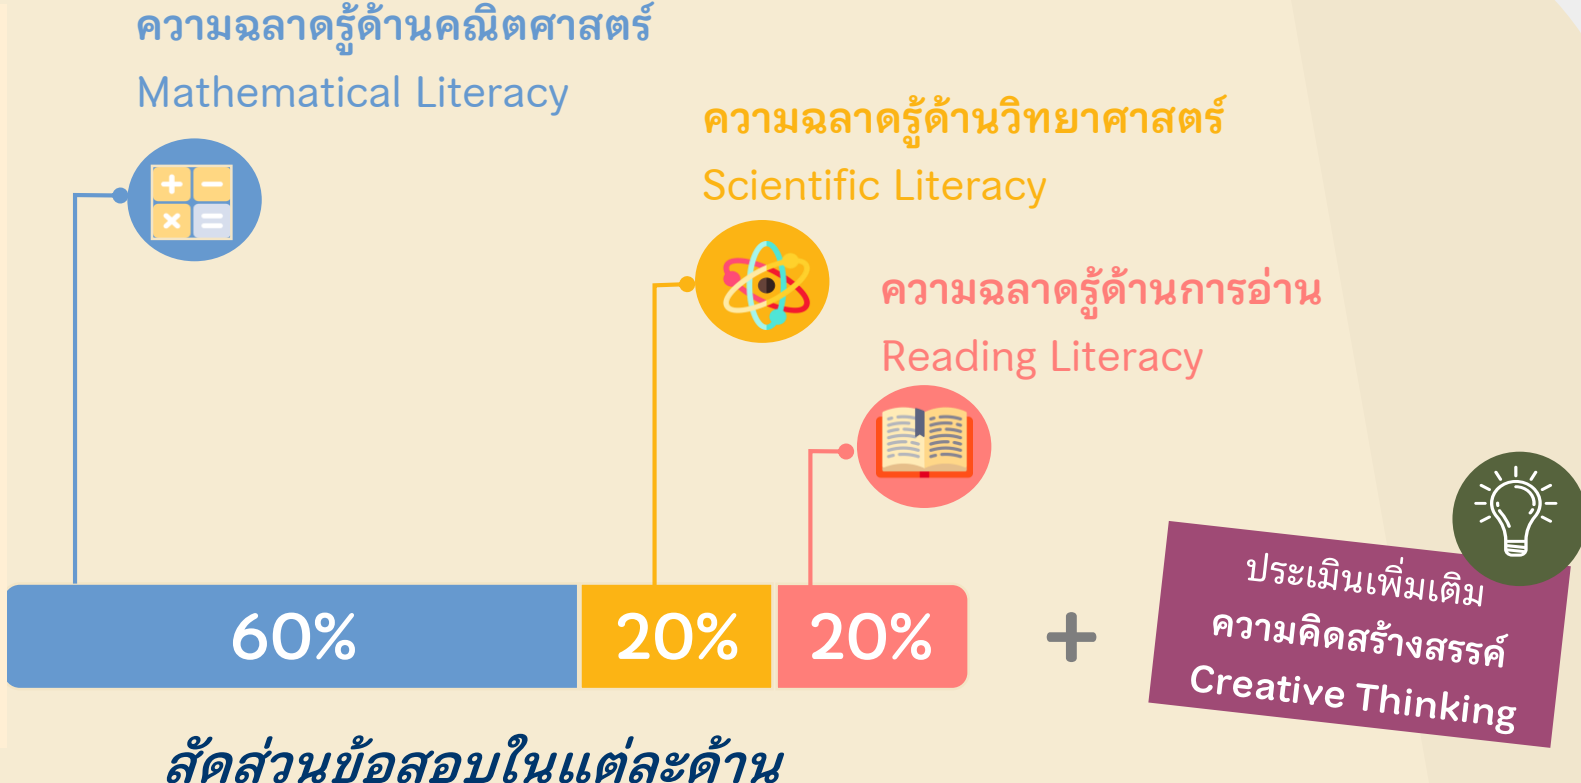 ความฉลาดรู้ด้านคณิตศาสตร์
Mathematical Literacy
ความฉลาดรู้ด้านวิทยาศาสตร์
Scientific Literacy
ความฉลาดรู้ด้านการอ่าน
Reading Literacy
60%
20%
20%
+
ประเมินเพิ่มเติม
ความคิดสร้างสรรค์
Creative Thinking
สัดส่วนข้อสอบในแต่ละด้าน